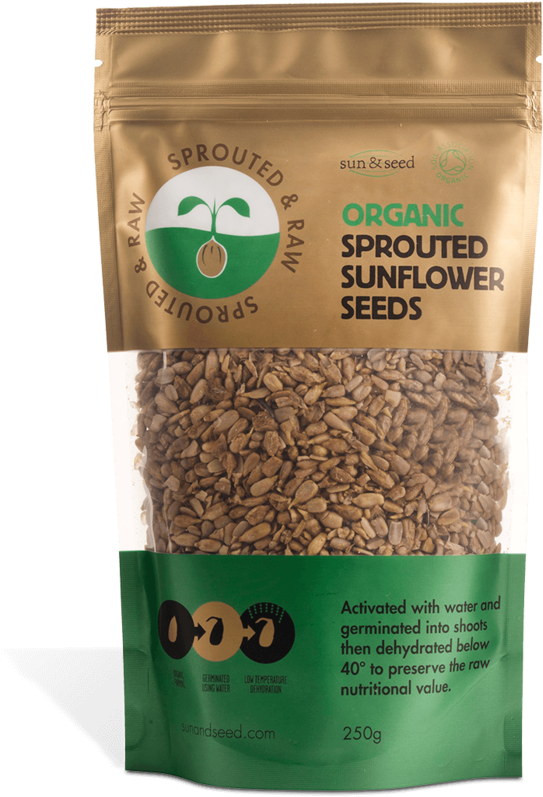 SPROUTED & RAW
SPROUTED & RAW
sun & seed
ORGANIC
ORGANIC
SPROUTED
SUNFLOWER
SEEDS
GERMINATED
USING WATER
LOW TEMPERATURE
DEHYDRATION
Activated with water and
germinated into shoots
then dehydrated below
40° to preserve the raw
nutritional value.
sunandseed.com
250g